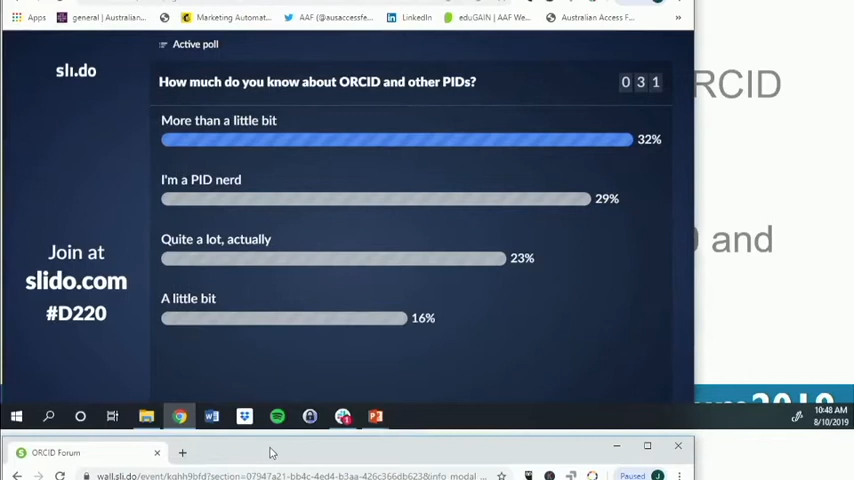 Apps general | Australian... Marketing Automat... AAF (@ausaccessfe... LinkedIn eduGAIN | AAF We... Australian Access F... »
Active poll
sli.do
How much do you know about ORCID and other PIDs?
031
RCID
More than a little bit
32%
I'm a PID nerd
29%
Quite a lot, actually
23%
and
Join at
slido.com
#D220
A little bit
16%
10:48 AM
8/10/2019
ORCID Forum
Paused